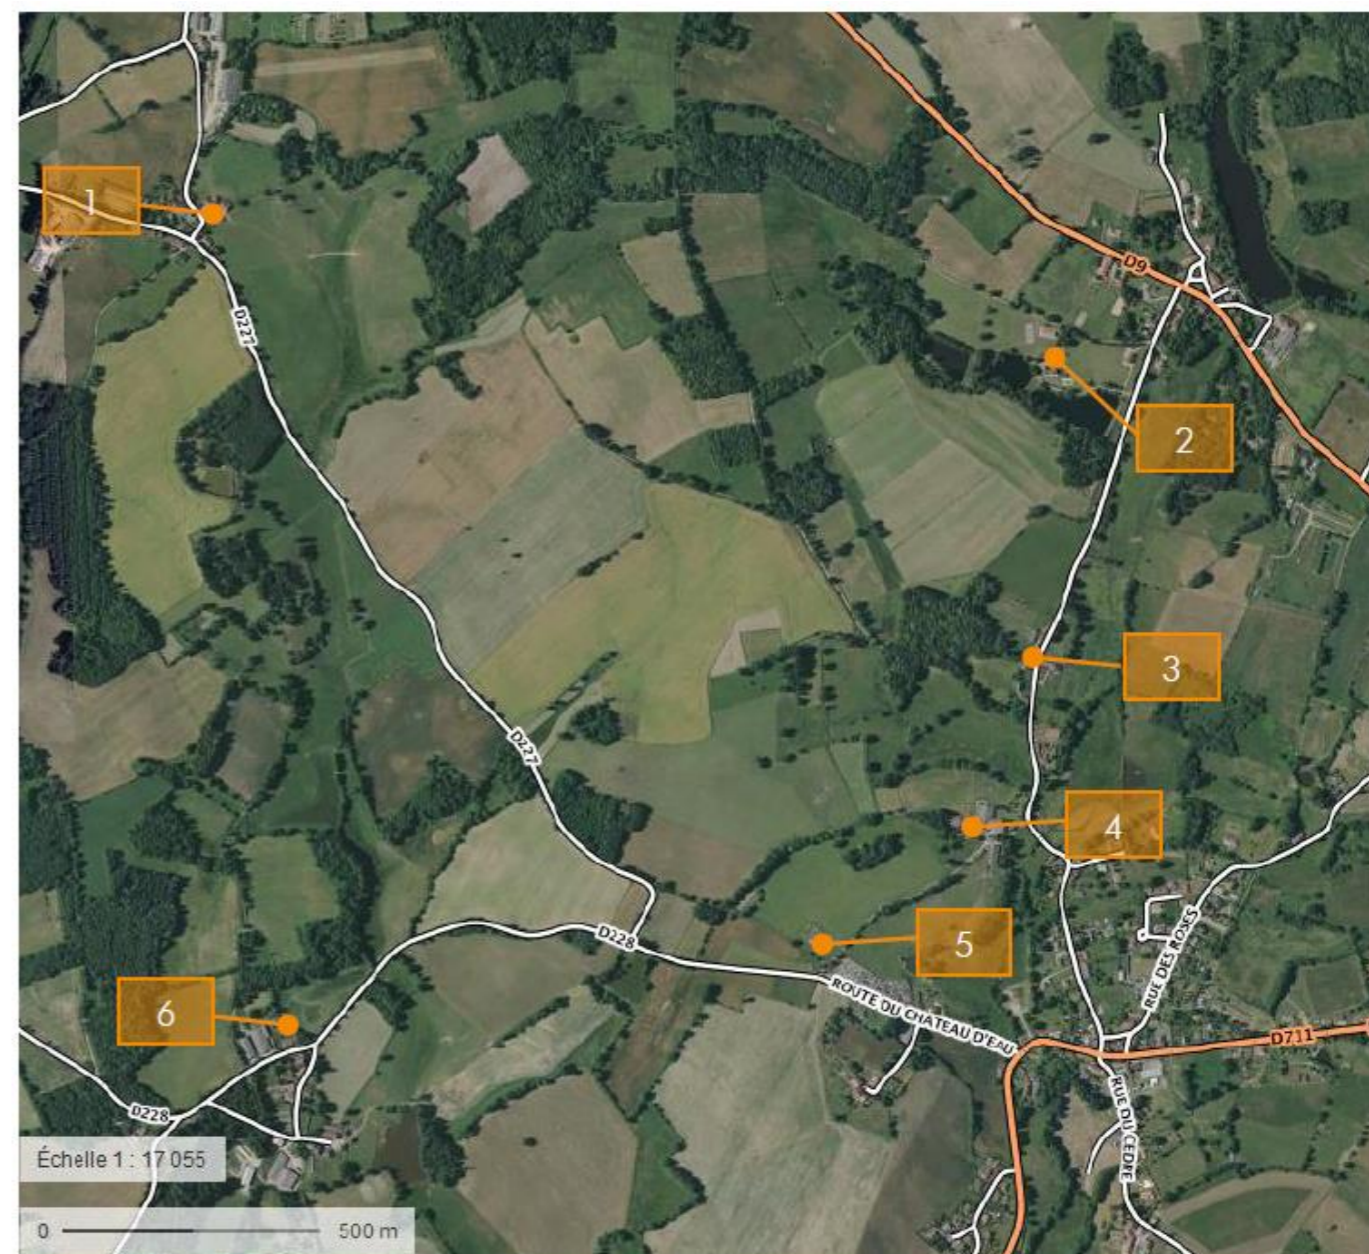 1
D9
D227
2
3
D227
4
D228
5
ROUTE DU CHÂTEAU D'EAU
RUE DES ROSES
6
D711
D228
RUE DU CÈDRE
Échelle 1 : 17 055
0 500 m